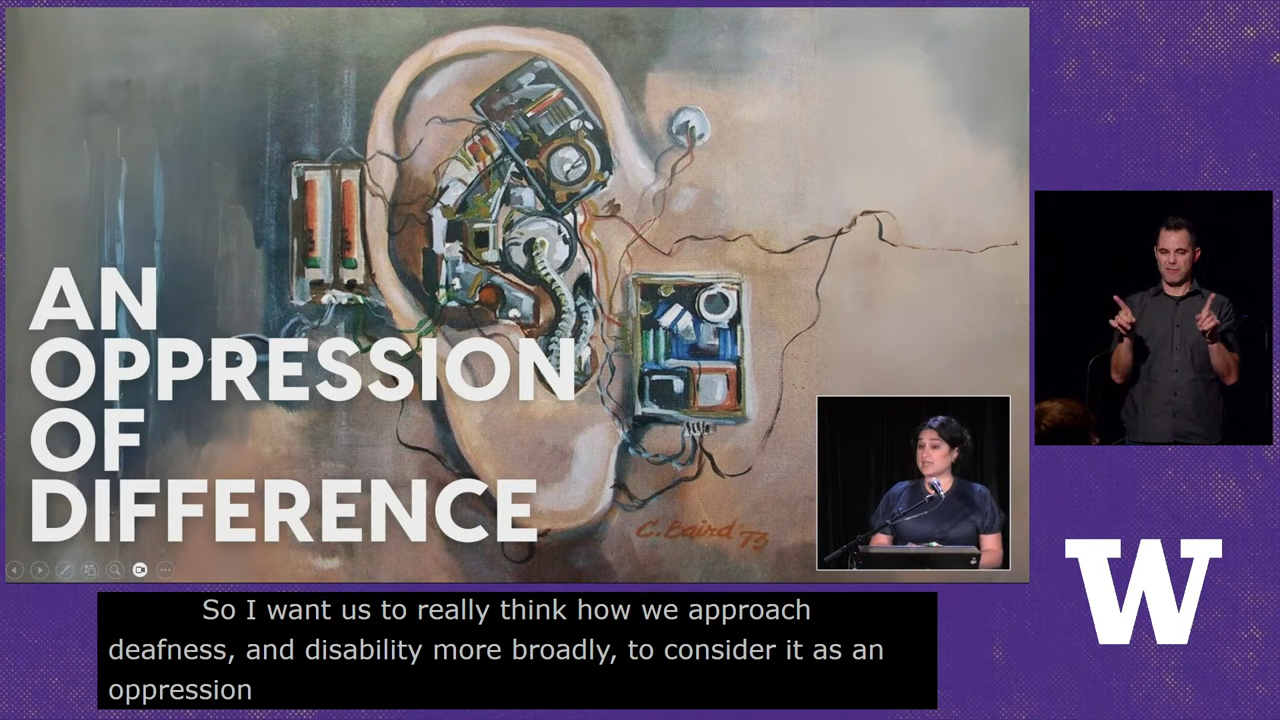 AN
OPPRESSION
OF
DIFFERENCE
C. Baird '73
W
So I want us to really think how we approach
deafness, and disability more broadly, to consider it as an
oppression